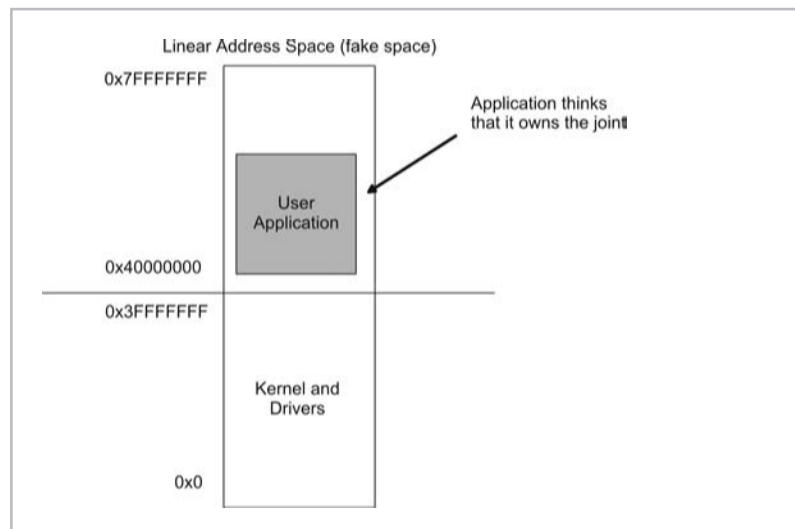 Linear Address Space (fake space)
0x7FFFFFFF
Application thinks
that it owns the joint
User
Application
0x40000000
0x3FFFFFFF
Kernel and
Drivers
0x0